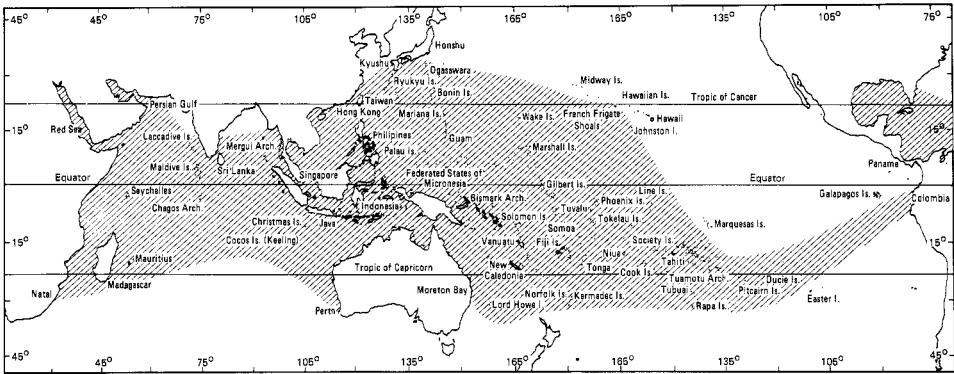 45° 75° 105° 135° 165° 165° 135° 105° 76°
Honshu
Kyushu
Ryukyu Is.
Ogasawara
Bonin Is.
Midway Is.
Persian Gulf
Taiwan
Hawaiian Is.
Tropic of Cancer
Hong Kong
Mariana Is.
Wake Is.
French Frigate
Shoals
Hawaii
Johnston I.
15°
Red Sea
15°
Laccadive Is.
Mergui Arch.
Philipines
Guam
Palau Is.
Marshall Is.
Panama
Maldive Is.
Sri Lanka
Singapore
Federated States of
Micronesia
Equator
Equator
Seychelles
Gilbert Is.
Line Is.
Galapagos Is.
Colombia
Chagos Arch
Indonesia
Bismark Arch.
Phoenix Is.
Tuvalu
Christmas Is.
Java
Solomon Is.
Tokelau Is.
Marquesas Is.
Samoa
Cocos Is. (Keeling)
15°
Vanuatu
Fiji Is.
Society Is.
15°
Mauritius
Niue
Tahiti
Tropic of Capricorn
New
Caledonia
Tonga
Cook Is.
Tuamotu Arch
Ducie Is.
Madagascar
Natal
Moreton Bay
Norfolk Is.
Kermadec Is.
Tubuai
Pitcairn Is.
Easter I.
Perth
Lord Howe I.
Rapa Is.
45°
45°
45° 75° 105° 135° 165° 165° 135° 105° 76°